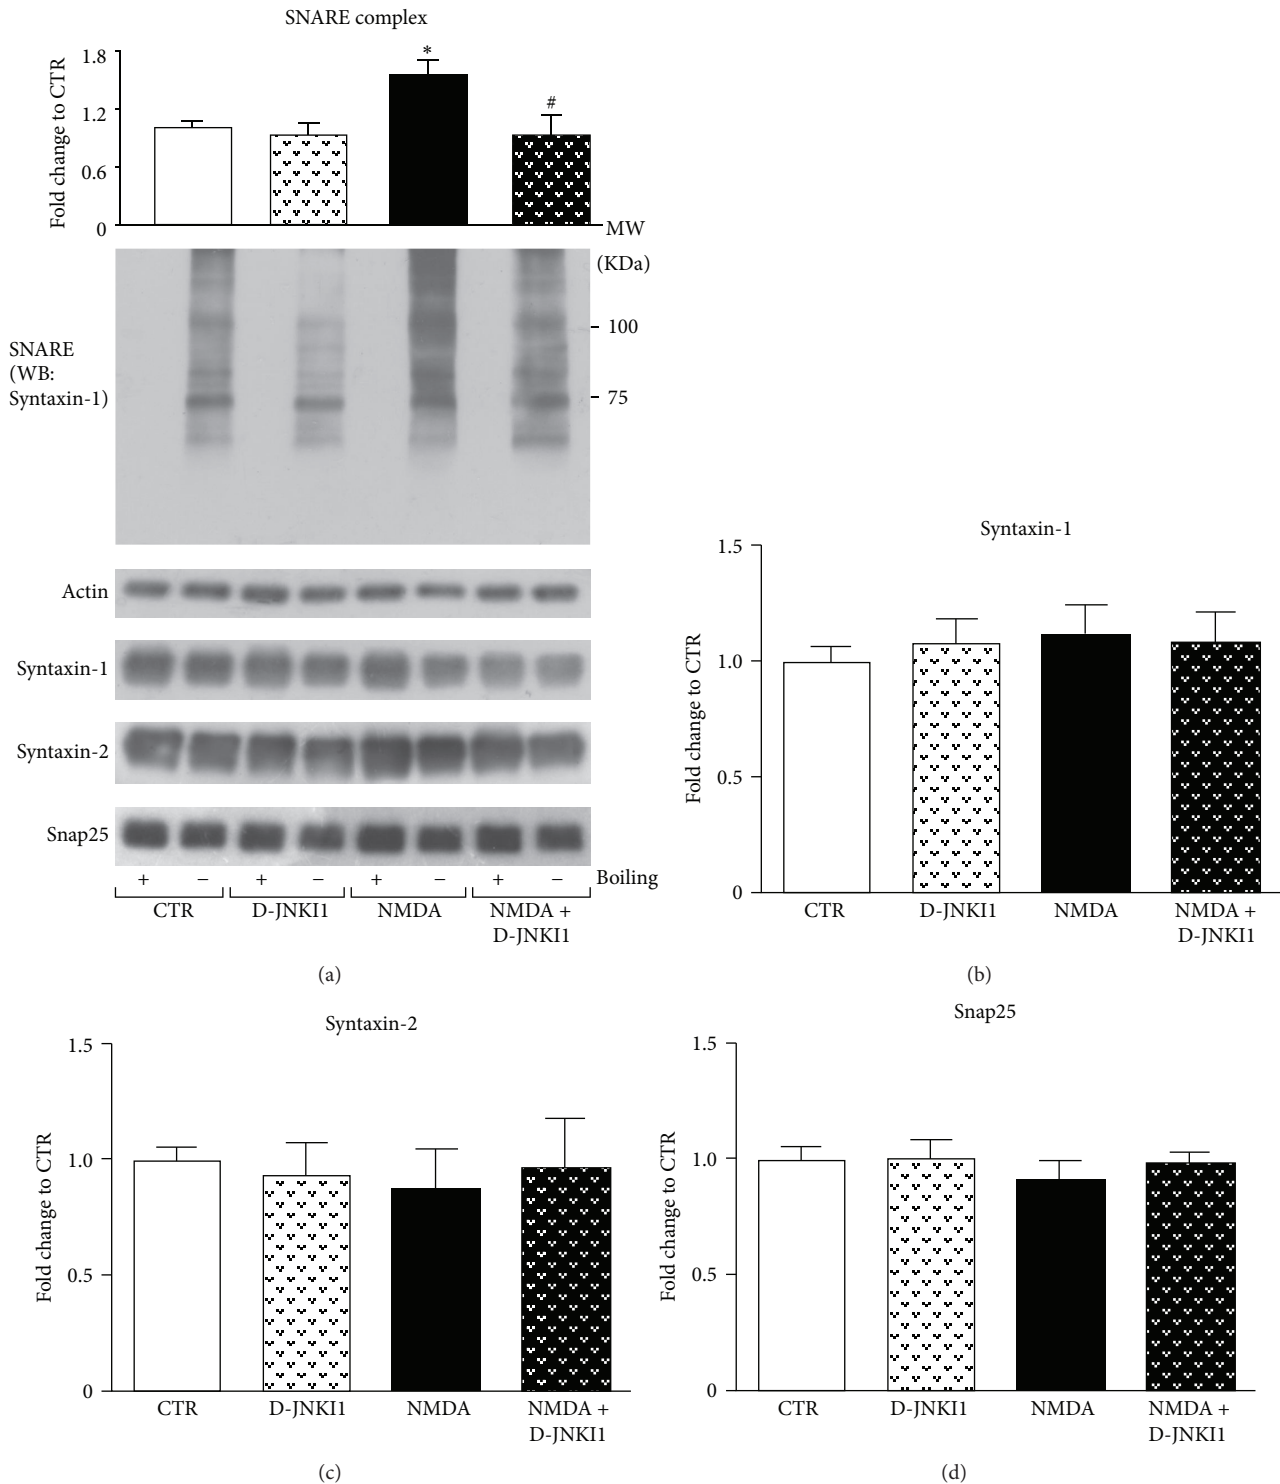 SNARE complex
Fold change to CTR
1.8
1.2
0.6
0
*
#
MW
(KDa)
100
75
SNARE
(WB:
Syntaxin-1)
Actin
Syntaxin-1
Syntaxin-2
Snap25
+ − + − + − + − Boiling
CTR D-JNKI1 NMDA NMDA +
D-JNKI1
(a)
Syntaxin-1
Fold change to CTR
1.5
1.0
0.5
0
CTR D-JNKI1 NMDA NMDA +
D-JNKI1
(b)
Syntaxin-2
Fold change to CTR
1.5
1.0
0.5
0
CTR D-JNKI1 NMDA NMDA +
D-JNKI1
(c)
Snap25
Fold change to CTR
1.5
1.0
0.5
0
CTR D-JNKI1 NMDA NMDA +
D-JNKI1
(d)